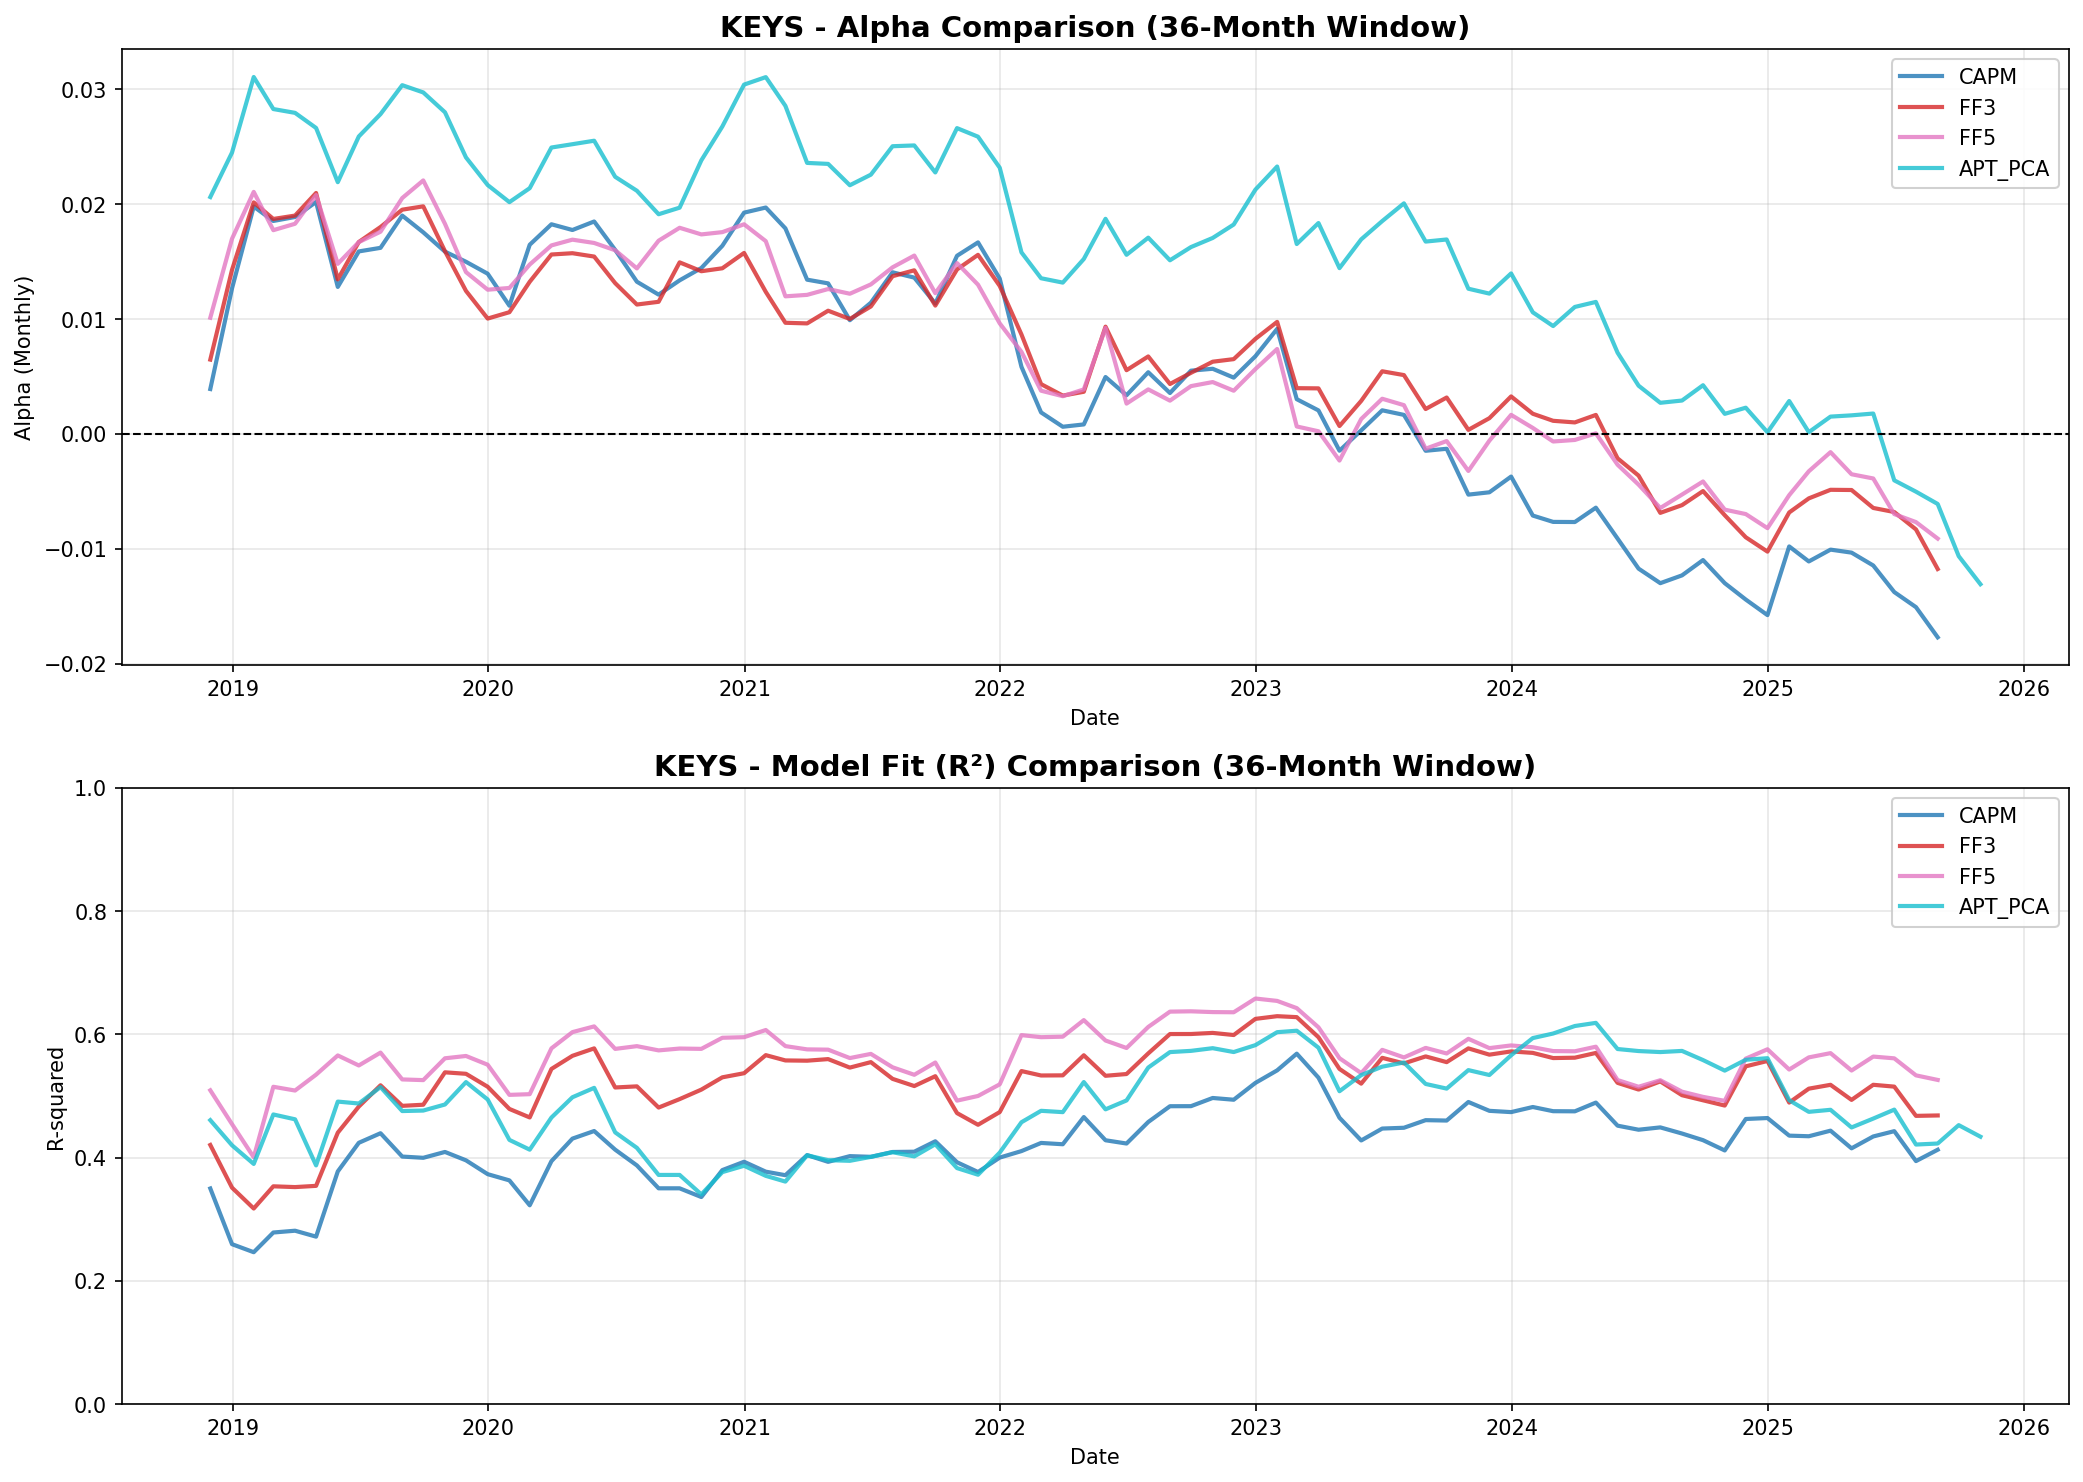 KEYS - Alpha Comparison (36-Month Window)
CAPM
FF3
FF5
APT_PCA
Alpha (Monthly)
0.03
0.02
0.01
0.00
−0.01
−0.02
2019 2020 2021 2022 2023 2024 2025 2026
Date
KEYS - Model Fit (R²) Comparison (36-Month Window)
CAPM
FF3
FF5
APT_PCA
R-squared
1.0
0.8
0.6
0.4
0.2
0.0
2019 2020 2021 2022 2023 2024 2025 2026
Date